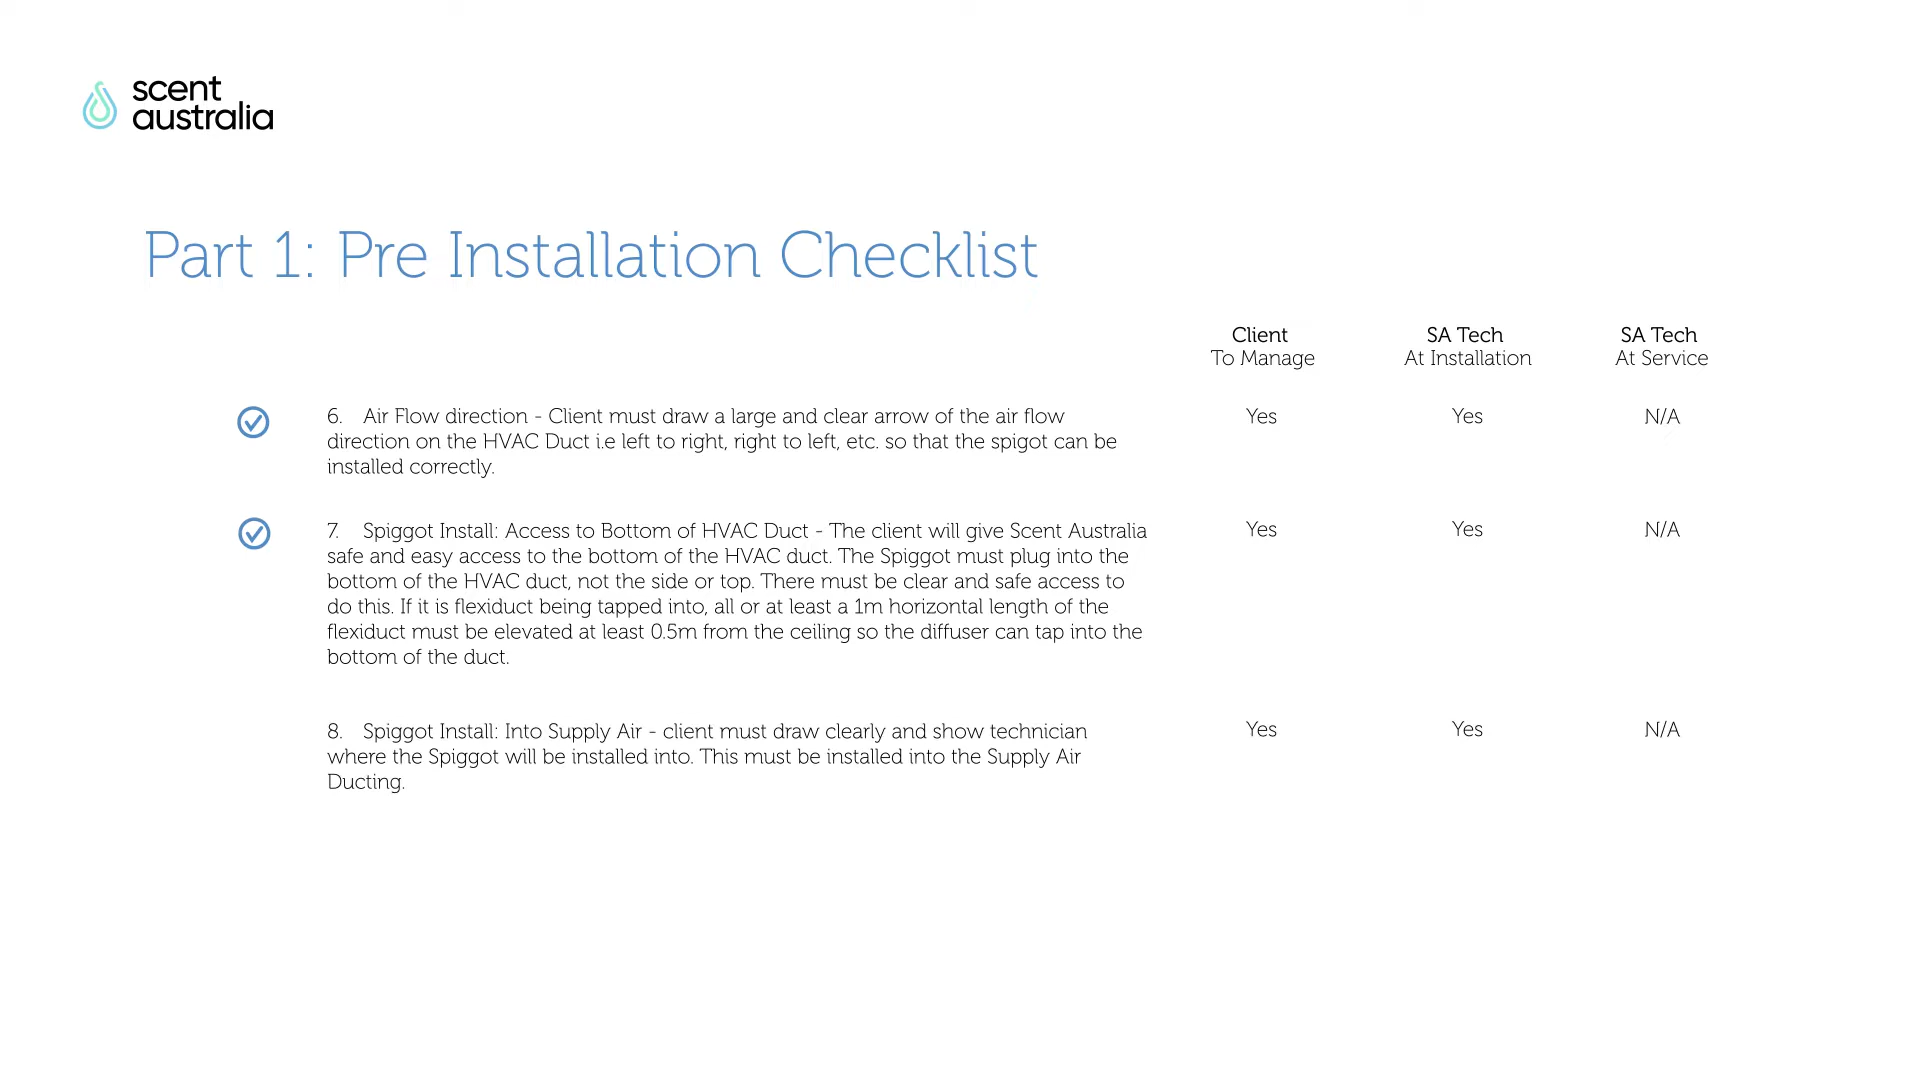 scent
australia
Part 1: Pre Installation Checklist
Client
To Manage
SA Tech
At Installation
SA Tech
At Service
6. Air Flow direction - Client must draw a large and clear arrow of the air flow
direction on the HVAC Duct i.e left to right, right to left, etc. so that the spigot can be
installed correctly.
Yes
Yes
N/A
7. Spiggot Install: Access to Bottom of HVAC Duct - The client will give Scent Australia
safe and easy access to the bottom of the HVAC duct. The Spiggot must plug into the
bottom of the HVAC duct, not the side or top. There must be clear and safe access to
do this. If it is flexiduct being tapped into, all or at least a 1m horizontal length of the
flexiduct must be elevated at least 0.5m from the ceiling so the diffuser can tap into the
bottom of the duct.
Yes
Yes
N/A
8. Spiggot Install: Into Supply Air - client must draw clearly and show technician
where the Spiggot will be installed into. This must be installed into the Supply Air
Ducting.
Yes
Yes
N/A